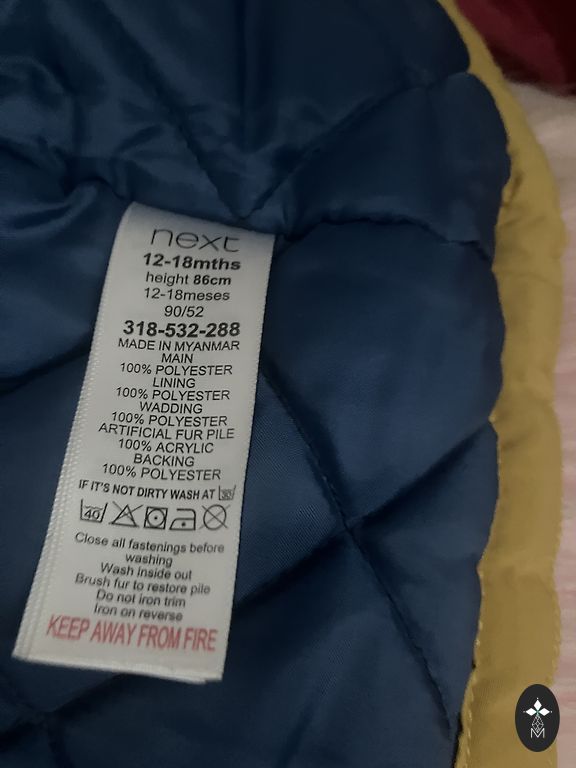 next
12-18mths
height 86cm
12-18meses
90/52
318-532-288
MADE IN MYANMAR
MAIN
100% POLYESTER
LINING
100% POLYESTER
WADDING
100% POLYESTER
ARTIFICIAL FUR PILE
100% ACRYLIC
BACKING
100% POLYESTER
IF IT'S NOT DIRTY WASH AT 30
40
Close all fastenings before
washing
Wash inside out
Brush fur to restore pile
Do not iron trim
Iron on reverse
KEEP AWAY FROM FIRE
M